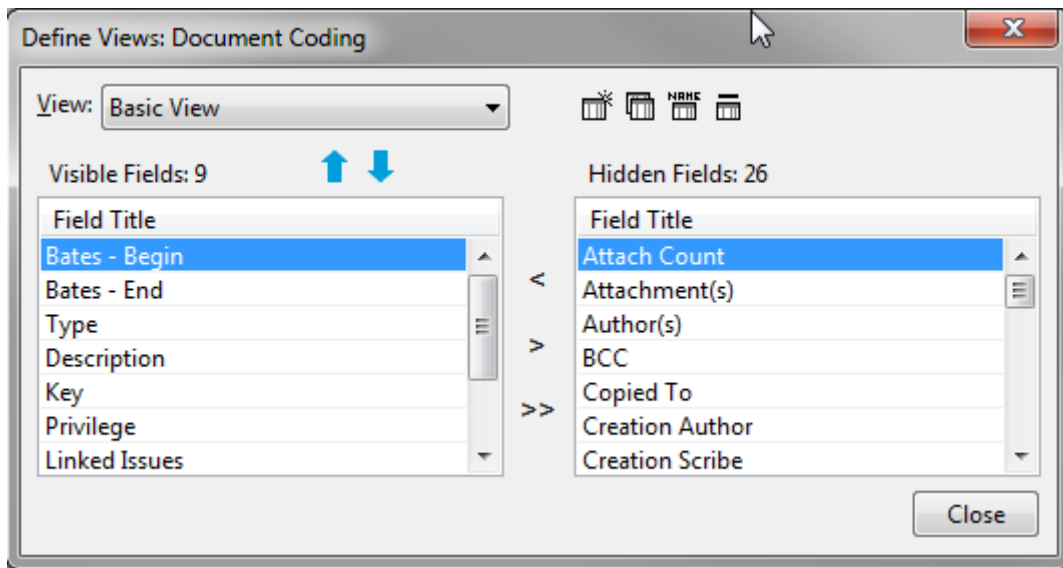 Define Views: Document Coding
x
View: Basic View
NAME
Visible Fields: 9
Hidden Fields: 26
Field Title
Bates - Begin
Bates - End
Type
Description
Key
Privilege
Linked Issues
<
>
>>
Field Title
Attach Count
Attachment(s)
Author(s)
BCC
Copied To
Creation Author
Creation Scribe
Close